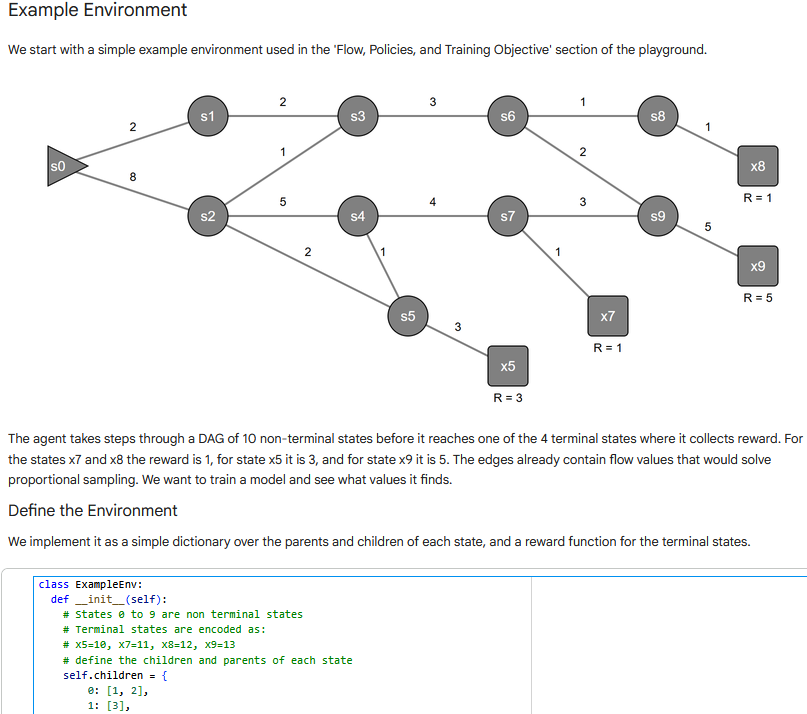 Example Environment
We start with a simple example environment used in the 'Flow, Policies, and Training Objective' section of the playground.
s0
2
8
s1
s2
2
1
5
2
s3
s4
1
s5
3
4
3
x5
R = 3
s6
s7
1
2
3
1
x7
R = 1
s8
s9
1
5
x8
R = 1
x9
R = 5
The agent takes steps through a DAG of 10 non-terminal states before it reaches one of the 4 terminal states where it collects reward. For
the states x7 and x8 the reward is 1, for state x5 it is 3, and for state x9 it is 5. The edges already contain flow values that would solve
proportional sampling. We want to train a model and see what values it finds.
Define the Environment
We implement it as a simple dictionary over the parents and children of each state, and a reward function for the terminal states.
class ExampleEnv:
def __init__(self):
# States 0 to 9 are non terminal states
# Terminal states are encoded as:
# x5=10, x7=11, x8=12, x9=13
# define the children and parents of each state
self.children = {
0: [1, 2],
1: [3],